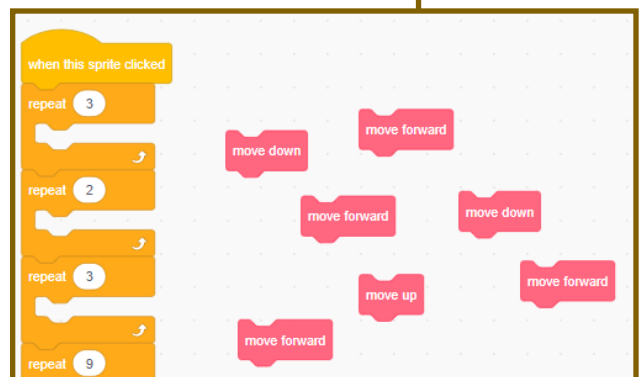 when this sprite clicked
repeat 3
repeat 2
repeat 3
repeat 9
move forward
move down
move forward
move down
move forward
move up
move forward